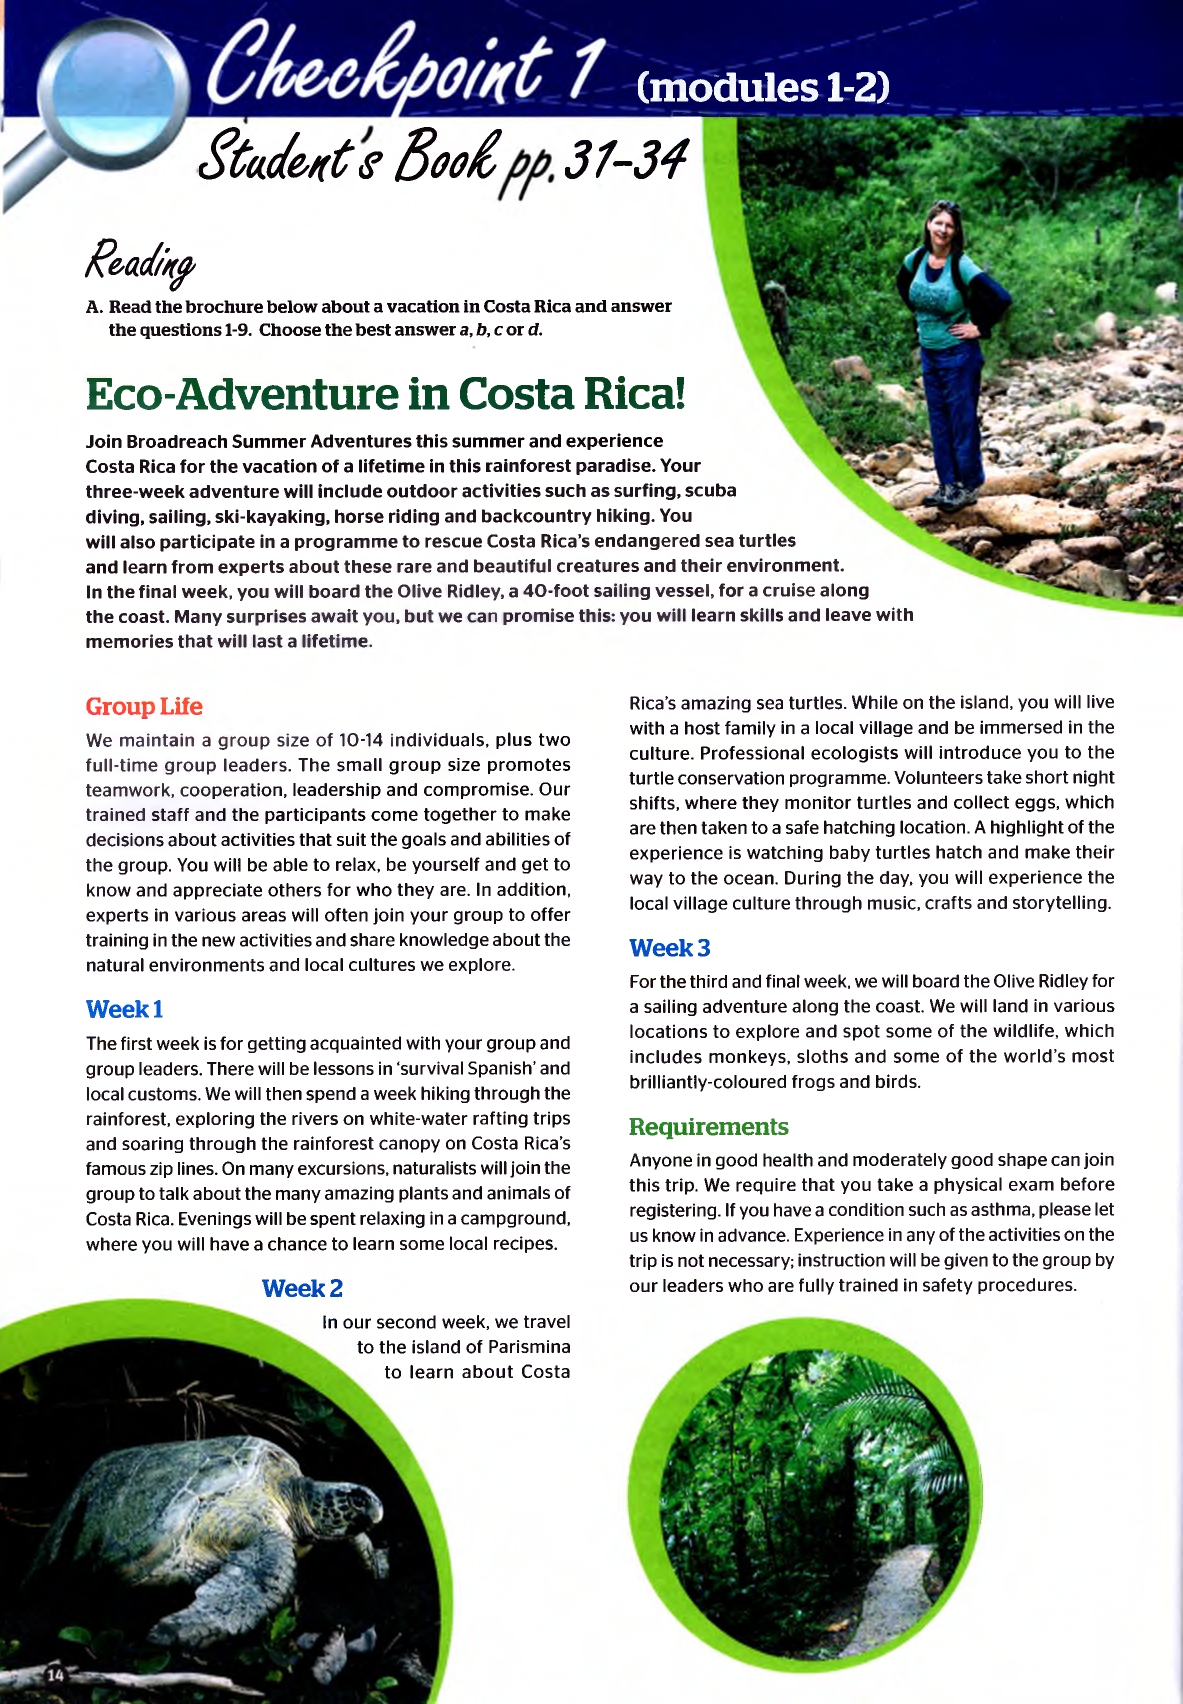 Checkpoint 1 (modules 1-2)
Student's Book pp. 31-34
Reading
A. Read the brochure below about a vacation in Costa Rica and answer
the questions 1-9. Choose the best answer a, b, c or d.
Eco-Adventure in Costa Rica!
Join Broadreach Summer Adventures this summer and experience
Costa Rica for the vacation of a lifetime in this rainforest paradise. Your
three-week adventure will include outdoor activities such as surfing, scuba
diving, sailing, ski-kayaking, horse riding and backcountry hiking. You
will also participate in a programme to rescue Costa Rica's endangered sea turtles
and learn from experts about these rare and beautiful creatures and their environment.
In the final week, you will board the Olive Ridley, a 40-foot sailing vessel, for a cruise along
the coast. Many surprises await you, but we can promise this: you will learn skills and leave with
memories that will last a lifetime.
Group Life
We maintain a group size of 10-14 individuals, plus two
full-time group leaders. The small group size promotes
teamwork, cooperation, leadership and compromise. Our
trained staff and the participants come together to make
decisions about activities that suit the goals and abilities of
the group. You will be able to relax, be yourself and get to
know and appreciate others for who they are. In addition,
experts in various areas will often join your group to offer
training in the new activities and share knowledge about the
natural environments and local cultures we explore.
Week 1
The first week is for getting acquainted with your group and
group leaders. There will be lessons in 'survival Spanish' and
local customs. We will then spend a week hiking through the
rainforest, exploring the rivers on white-water rafting trips
and soaring through the rainforest canopy on Costa Rica's
famous zip lines. On many excursions, naturalists will join the
group to talk about the many amazing plants and animals of
Costa Rica. Evenings will be spent relaxing in a campground,
where you will have a chance to learn some local recipes.
Week 2
In our second week, we travel
to the island of Parismina
to learn about Costa
Rica's amazing sea turtles. While on the island, you will live
with a host family in a local village and be immersed in the
culture. Professional ecologists will introduce you to the
turtle conservation programme. Volunteers take short night
shifts, where they monitor turtles and collect eggs, which
are then taken to a safe hatching location. A highlight of the
experience is watching baby turtles hatch and make their
way to the ocean. During the day, you will experience the
local village culture through music, crafts and storytelling.
Week 3
For the third and final week, we will board the Olive Ridley for
a sailing adventure along the coast. We will land in various
locations to explore and spot some of the wildlife, which
includes monkeys, sloths and some of the world's most
brilliantly-coloured frogs and birds.
Requirements
Anyone in good health and moderately good shape can join
this trip. We require that you take a physical exam before
registering. If you have a condition such as asthma, please let
us know in advance. Experience in any of the activities on the
trip is not necessary; instruction will be given to the group by
our leaders who are fully trained in safety procedures.
14